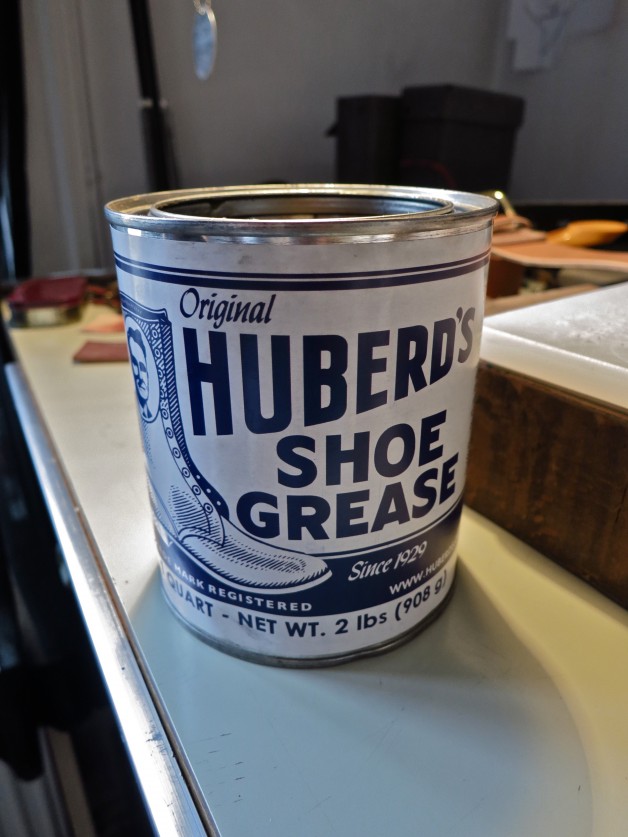 Original
HUBERD'S
SHOE
GREASE
Since 1929
MARK REGISTERED
QUART - NET WT. 2 lbs (908 g)